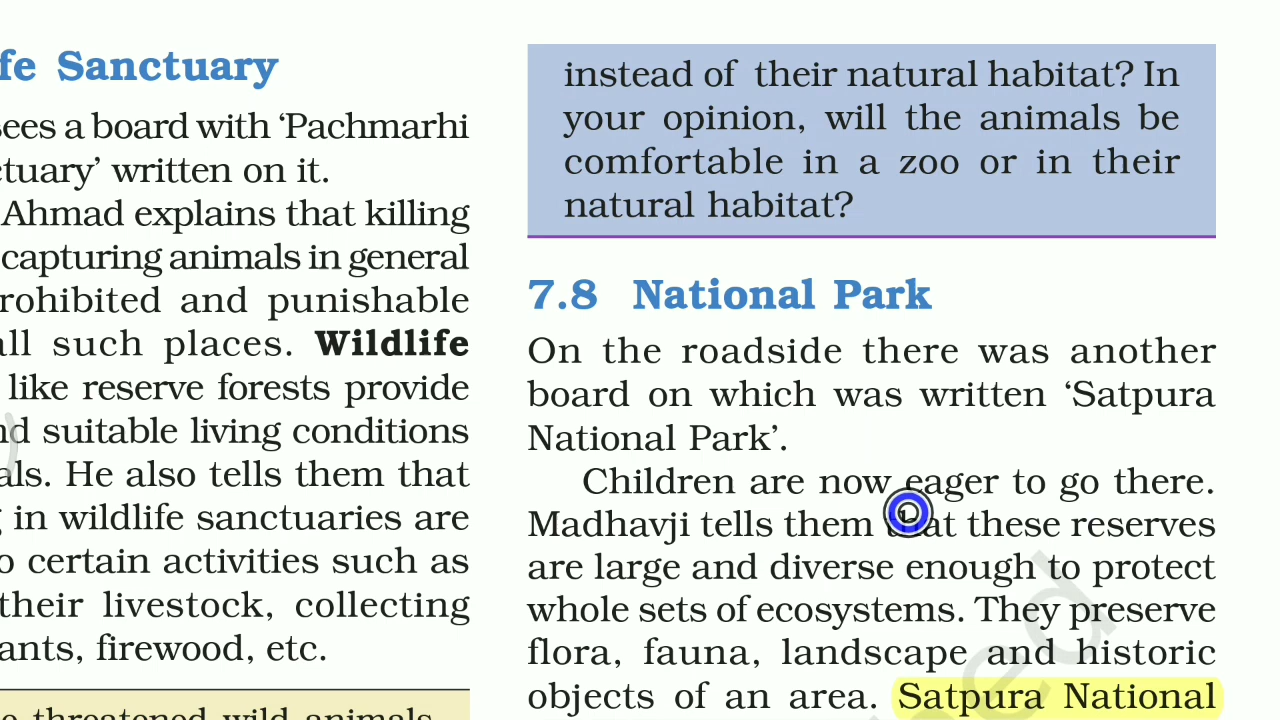 fe Sanctuary
sees a board with ‘Pachmarhi
ctuary’ written on it.
Ahmad explains that killing
capturing animals in general
rohibited and punishable
all such places. Wildlife
like reserve forests provide
nd suitable living conditions
als. He also tells them that
g in wildlife sanctuaries are
o certain activities such as
their livestock, collecting
ants, firewood, etc.
e threatened wild animals
instead of their natural habitat? In
your opinion, will the animals be
comfortable in a zoo or in their
natural habitat?
7.8 National Park
On the roadside there was another
board on which was written ‘Satpura
National Park’.
Children are now eager to go there.
Madhavji tells them that these reserves
are large and diverse enough to protect
whole sets of ecosystems. They preserve
flora, fauna, landscape and historic
objects of an area. Satpura National